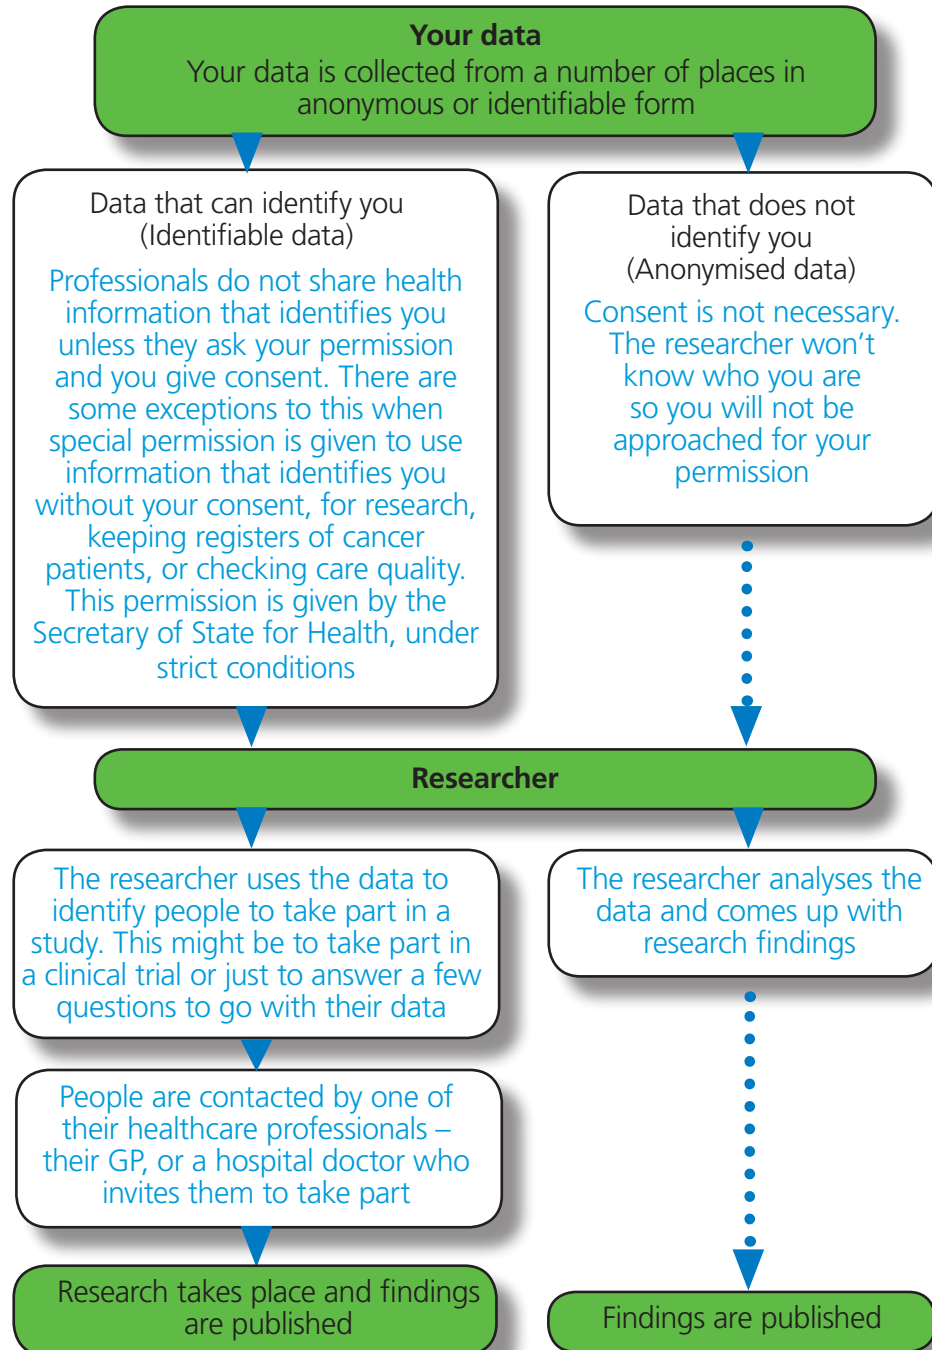 Your data
Your data is collected from a number of places in
anonymous or identifiable form
Data that can identify you
(Identifiable data)
Professionals do not share health
information that identifies you
unless they ask your permission
and you give consent. There are
some exceptions to this when
special permission is given to use
information that identifies you
without your consent, for research,
keeping registers of cancer
patients, or checking care quality.
This permission is given by the
Secretary of State for Health, under
strict conditions
Data that does not
identify you
(Anonymised data)
Consent is not necessary.
The researcher won’t
know who you are
so you will not be
approached for your
permission
Researcher
The researcher uses the data to
identify people to take part in a
study. This might be to take part in
a clinical trial or just to answer a few
questions to go with their data
The researcher analyses the
data and comes up with
research findings
People are contacted by one of
their healthcare professionals –
their GP, or a hospital doctor who
invites them to take part
Research takes place and findings
are published
Findings are published